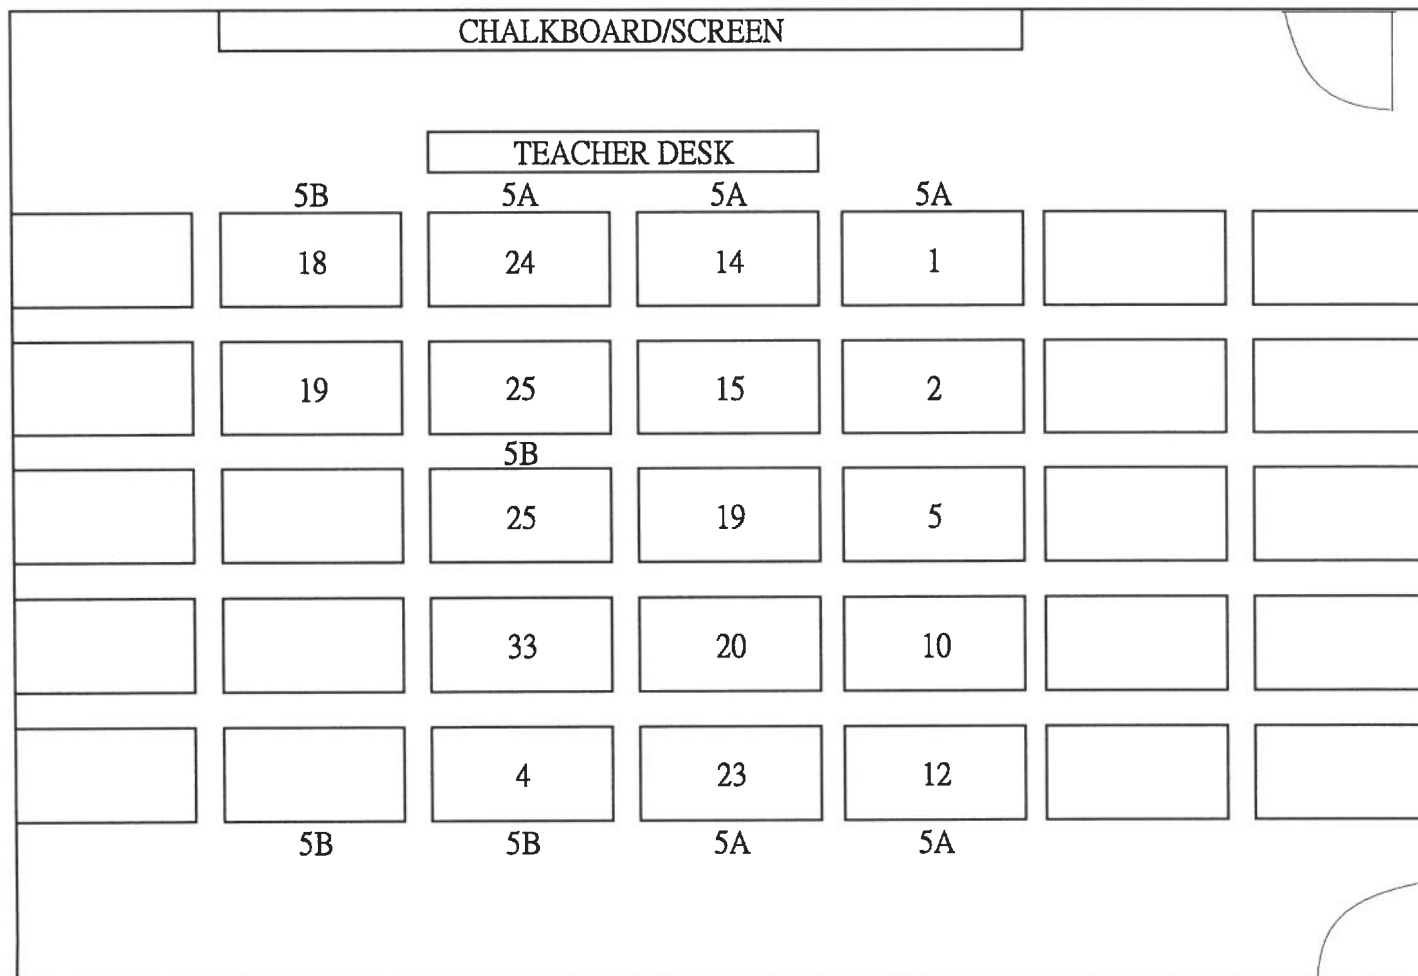 CHALKBOARD/SCREEN
TEACHER DESK
5B 5A 5A 5A
18 24 14 1
19 25 15 2
5B
25 19 5
33 20 10
4 23 12
5B 5B 5A 5A